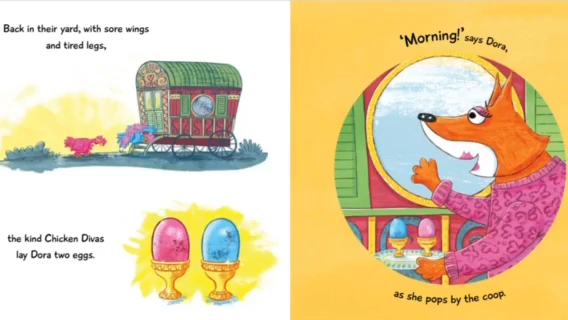 Back in their yard, with sore wings
and tired legs,
the kind Chicken Divas
lay Dora two eggs.
‘Morning!’ says Dora,
as she pops by the coop.